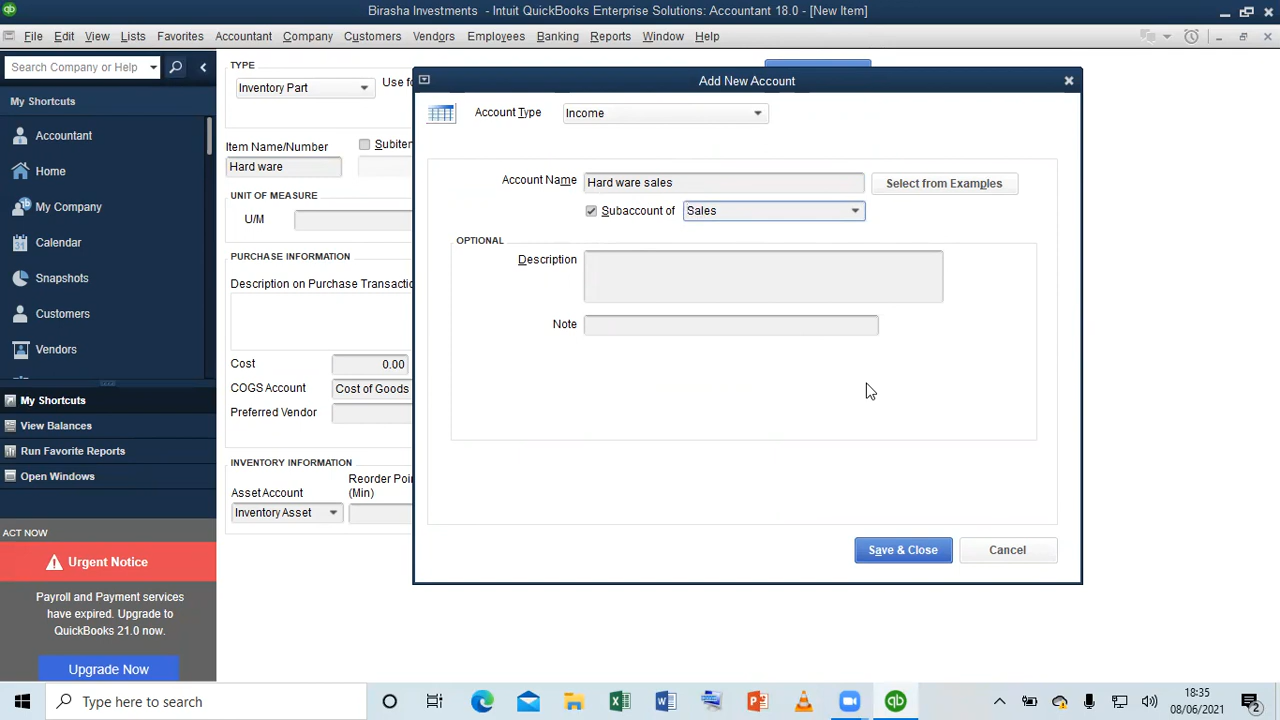 Birasha Investments - Intuit QuickBooks Enterprise Solutions: Accountant 18.0 - [New Item]
File Edit View Lists Favorites Accountant Company Customers Vendors Employees Banking Reports Window Help
Search Company or Help
My Shortcuts
Accountant
Home
My Company
Calendar
Snapshots
Customers
Vendors
My Shortcuts
View Balances
Run Favorite Reports
Open Windows
ACT NOW
Urgent Notice
Payroll and Payment services
have expired. Upgrade to
QuickBooks 21.0 now.
Upgrade Now
TYPE
Inventory Part
Use fo
Item Name/Number
Subiten
Hard ware
UNIT OF MEASURE
U/M
PURCHASE INFORMATION
Description on Purchase Transactio
Cost 0.00
COGS Account Cost of Goods
Preferred Vendor
INVENTORY INFORMATION
Asset Account
Reorder Poi
(Min)
Inventory Asset
Add New Account
Account Type Income
Account Name Hard ware sales Select from Examples
Subaccount of Sales
OPTIONAL
Description
Note
Save & Close Cancel
Type here to search
18:35
08/06/2021
2